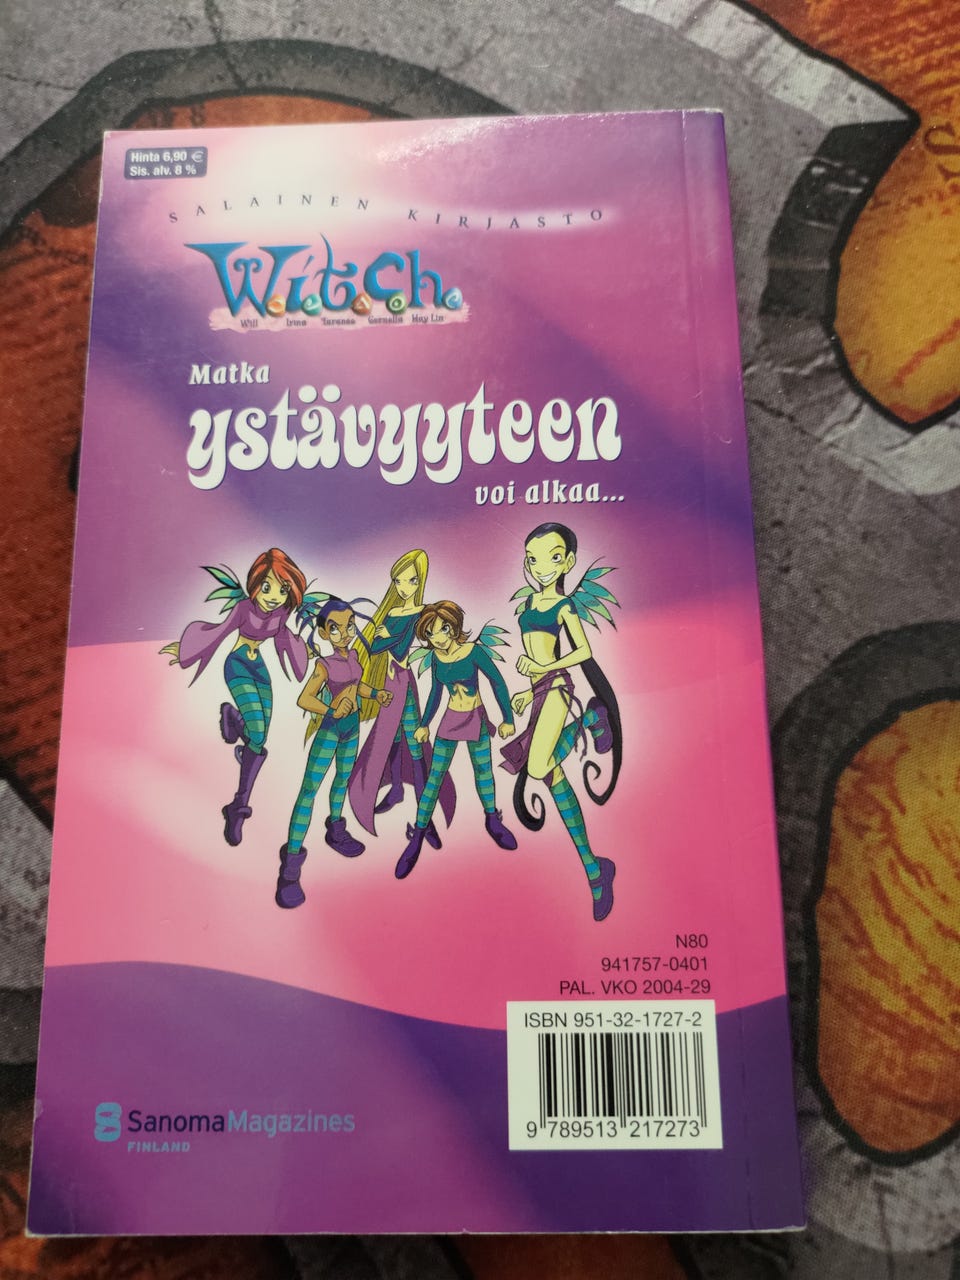 Hinta 6,90 €
Sis. alv. 8 %
SALAINEN KIRJASTO
W.i.t.c.h.
Will Irma Taranee Cornelia Hay Lin
Matka
ystävyyteen
voi alkaa...
N80
941757-0401
PAL. VKO 2004-29
ISBN 951-32-1727-2
9 789513 217273
SanomaMagazines
FINLAND